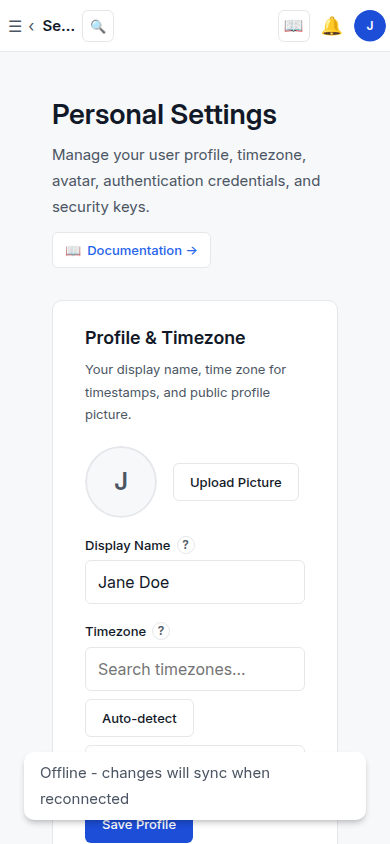 ☰ ‹ Se... 🔍 📖 🔔 J
Personal Settings
Manage your user profile, timezone,
avatar, authentication credentials, and
security keys.
📖 Documentation →
Profile & Timezone
Your display name, time zone for
timestamps, and public profile
picture.
J
Upload Picture
Display Name ?
Jane Doe
Timezone ?
Search timezones...
Auto-detect
Offline - changes will sync when
reconnected
Save Profile